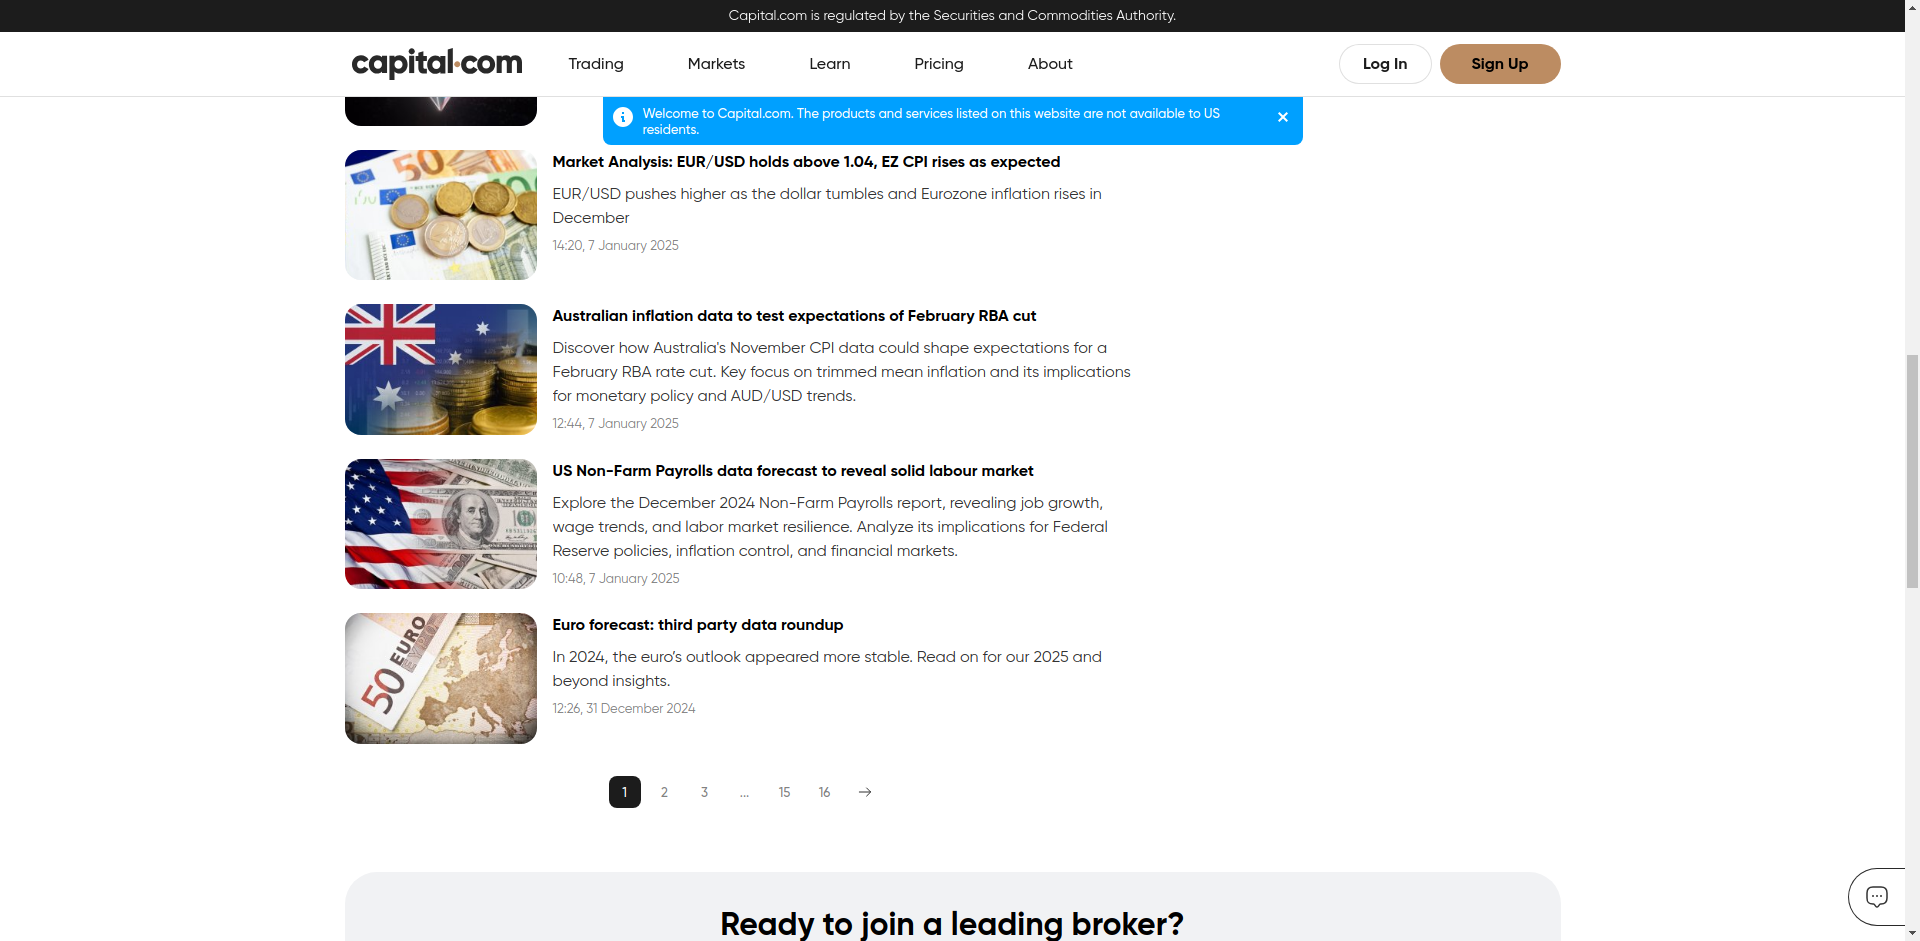 Capital.com is regulated by the Securities and Commodities Authority.
capital.com
Trading
Markets
Learn
Pricing
About
Log In
Sign Up
Welcome to Capital.com. The products and services listed on this website are not available to US
residents.
Market Analysis: EUR/USD holds above 1.04, EZ CPI rises as expected
EUR/USD pushes higher as the dollar tumbles and Eurozone inflation rises in
December
14:20, 7 January 2025
Australian inflation data to test expectations of February RBA cut
Discover how Australia's November CPI data could shape expectations for a
February RBA rate cut. Key focus on trimmed mean inflation and its implications
for monetary policy and AUD/USD trends.
12:44, 7 January 2025
US Non-Farm Payrolls data forecast to reveal solid labour market
Explore the December 2024 Non-Farm Payrolls report, revealing job growth,
wage trends, and labor market resilience. Analyze its implications for Federal
Reserve policies, inflation control, and financial markets.
10:48, 7 January 2025
50 EURO
Euro forecast: third party data roundup
In 2024, the euro’s outlook appeared more stable. Read on for our 2025 and
beyond insights.
12:26, 31 December 2024
1 2 3 ... 15 16
Ready to join a leading broker?